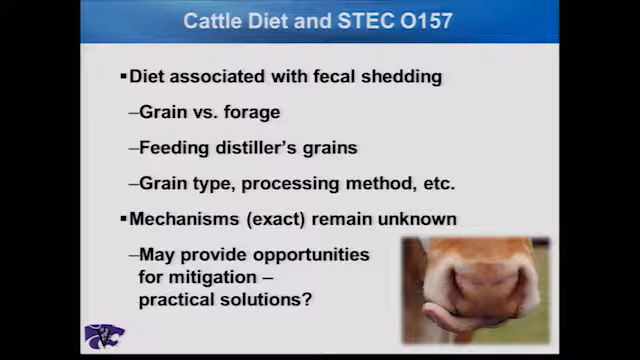 Cattle Diet and STEC O157
▪Diet associated with fecal shedding
–Grain vs. forage
–Feeding distiller's grains
–Grain type, processing method, etc.
▪Mechanisms (exact) remain unknown
–May provide opportunities
for mitigation –
practical solutions?